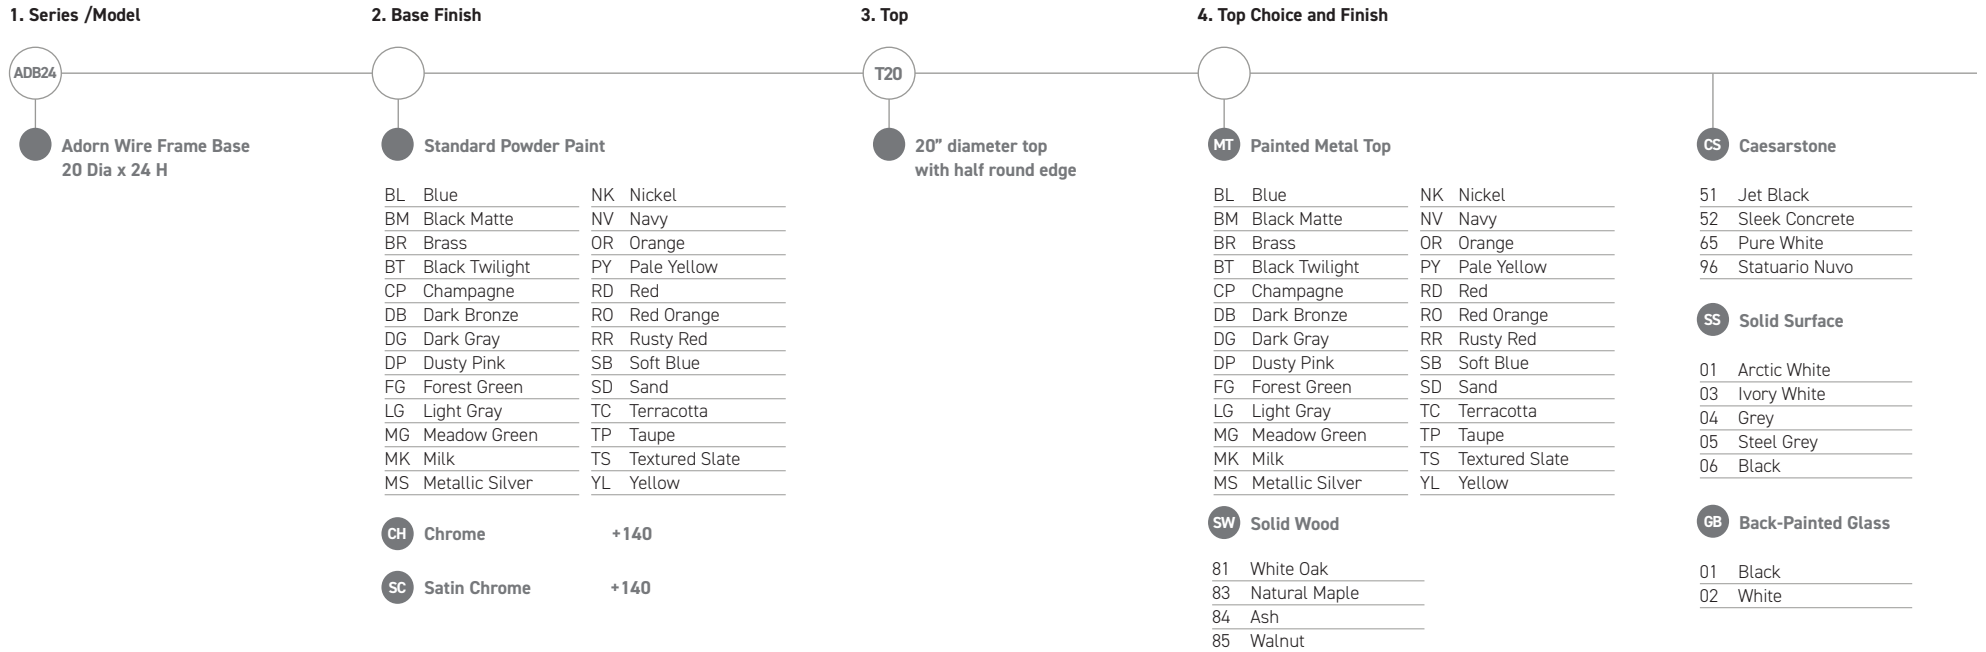 1. Series /Model
ADB24
Adorn Wire Frame Base
20 Dia x 24 H
2. Base Finish
Standard Powder Paint
BL Blue
BM Black Matte
BR Brass
BT Black Twilight
CP Champagne
DB Dark Bronze
DG Dark Gray
DP Dusty Pink
FG Forest Green
LG Light Gray
MG Meadow Green
MK Milk
MS Metallic Silver
NK Nickel
NV Navy
OR Orange
PY Pale Yellow
RD Red
RO Red Orange
RR Rusty Red
SB Soft Blue
SD Sand
TC Terracotta
TP Taupe
TS Textured Slate
YL Yellow
CH Chrome +140
SC Satin Chrome +140
3. Top
T20
20” diameter top
with half round edge
4. Top Choice and Finish
MT Painted Metal Top
BL Blue
BM Black Matte
BR Brass
BT Black Twilight
CP Champagne
DB Dark Bronze
DG Dark Gray
DP Dusty Pink
FG Forest Green
LG Light Gray
MG Meadow Green
MK Milk
MS Metallic Silver
NK Nickel
NV Navy
OR Orange
PY Pale Yellow
RD Red
RO Red Orange
RR Rusty Red
SB Soft Blue
SD Sand
TC Terracotta
TP Taupe
TS Textured Slate
YL Yellow
SW Solid Wood
81 White Oak
83 Natural Maple
84 Ash
85 Walnut
CS Caesarstone
51 Jet Black
52 Sleek Concrete
65 Pure White
96 Statuario Nuvo
SS Solid Surface
01 Arctic White
03 Ivory White
04 Grey
05 Steel Grey
06 Black
GB Back-Painted Glass
01 Black
02 White